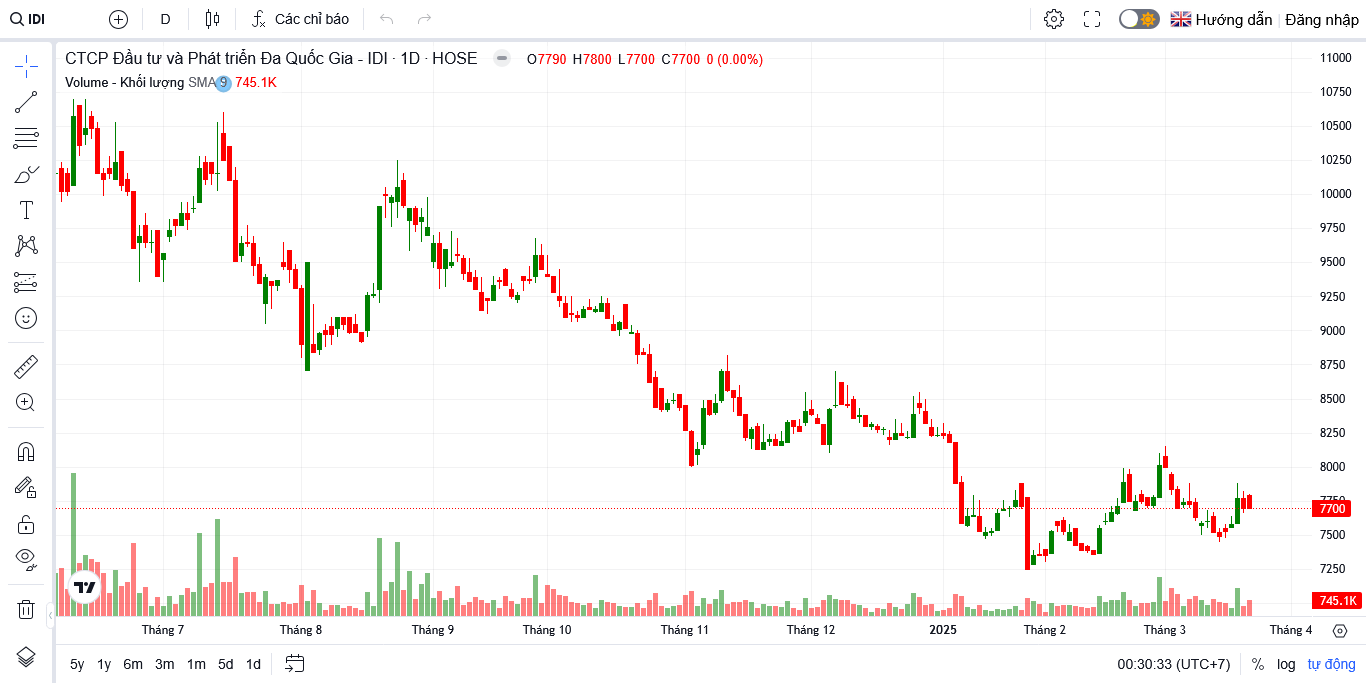 IDI D Các chỉ báo Hướng dẫn Đăng nhập
CTCP Đầu tư và Phát triển Đa Quốc Gia - IDI · 1D · HOSE O7790 H7800 L7700 C7700 0 (0.00%)
Volume - Khối lượng SMA 9 745.1K
11000
10750
10500
10250
10000
9750
9500
9250
9000
8750
8500
8250
8000
7750
7700
7500
7250
745.1K
Tháng 7 Tháng 8 Tháng 9 Tháng 10 Tháng 11 Tháng 12 2025 Tháng 2 Tháng 3 Tháng 4
5y 1y 6m 3m 1m 5d 1d 00:30:33 (UTC+7) % log tự động